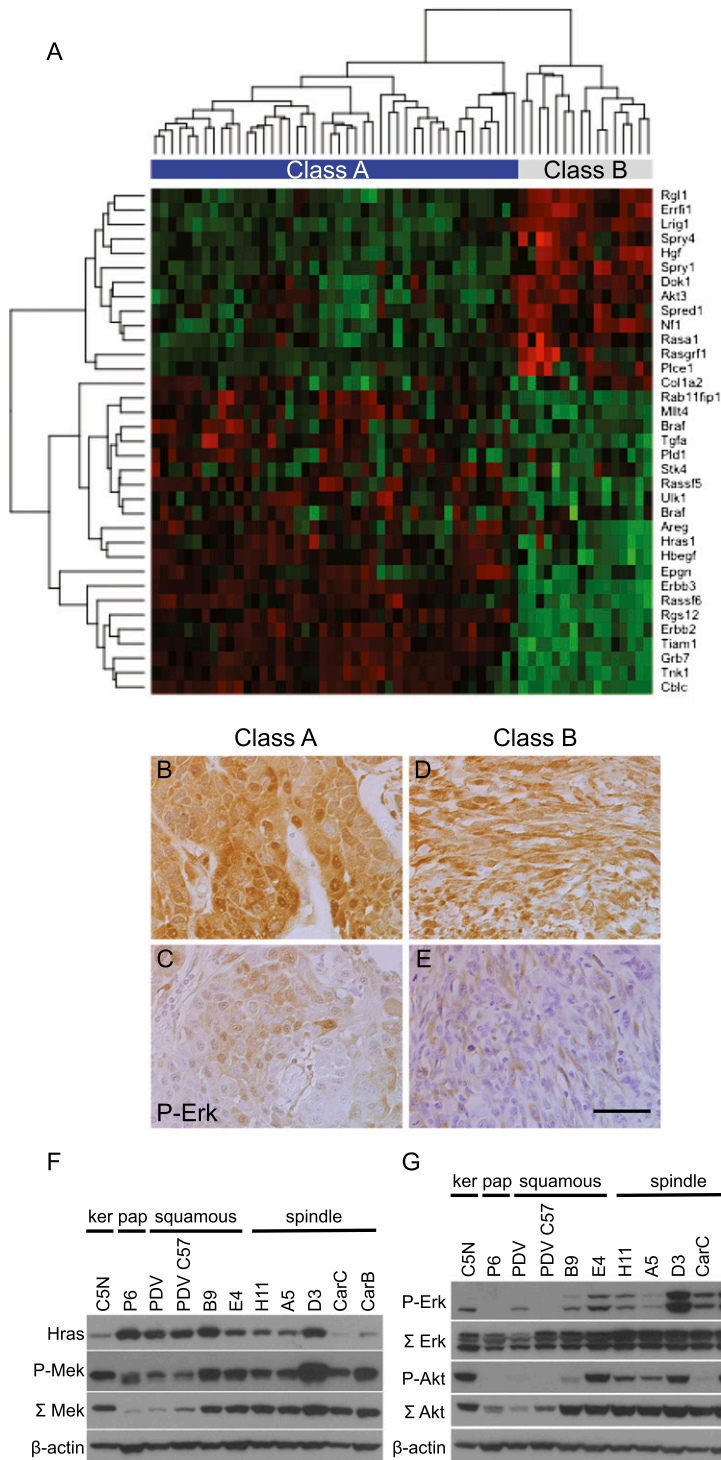 A
Class A Class B
Rgl1
Errfi1
Lrig1
Spry4
Hgf
Spry1
Dok1
Akt3
Spred1
Nf1
Rasa1
Rasgrf1
Plce1
Col1a2
Rab11fip1
Mllt4
Braf
Tgfa
Pld1
Stk4
Rassf5
Ulk1
Braf
Areg
Hras1
Hbegf
Epgn
Erbb3
Rassf6
Rgs12
Erbb2
Tiam1
Grb7
Tnk1
Cblc
Class A Class B
B D
C E
P-Erk
F
ker pap squamous spindle
C5N P6 PDV PDV C57 B9 E4 H11 A5 D3 CarC CarB
Hras
P-Mek
Σ Mek
β-actin
G
ker pap squamous spindle
C5N P6 PDV PDV C57 B9 E4 H11 A5 D3 CarC
P-Erk
Σ Erk
P-Akt
Σ Akt
β-actin